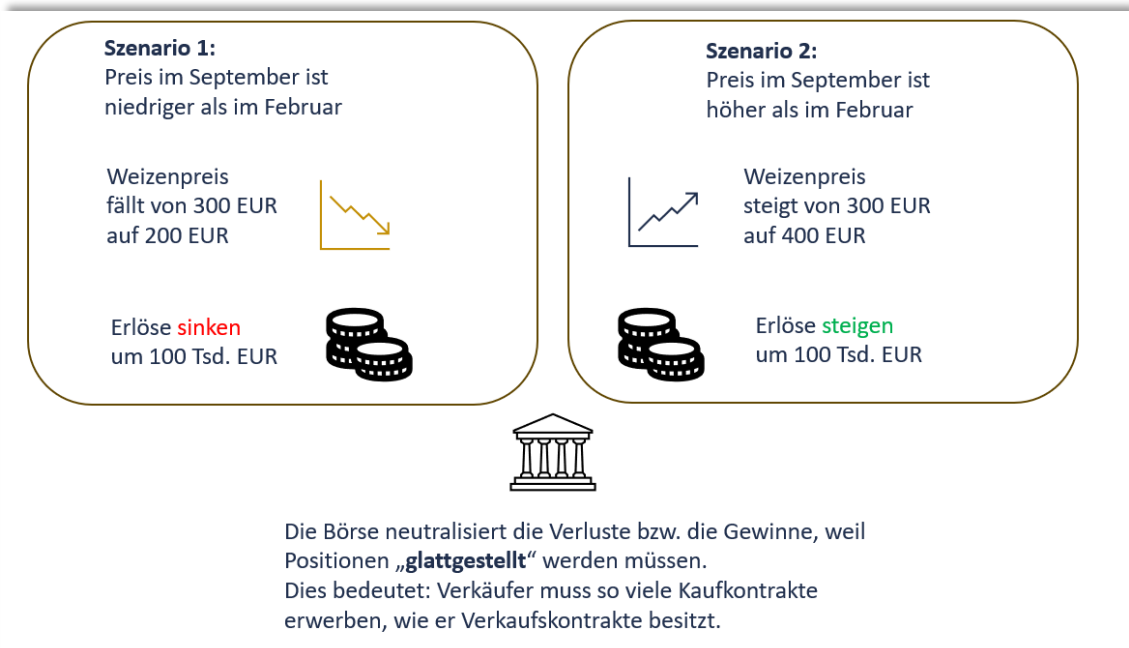 Szenario 1:
Preis im September ist
niedriger als im Februar
Weizenpreis
fällt von 300 EUR
auf 200 EUR
Erlöse sinken
um 100 Tsd. EUR
Szenario 2:
Preis im September ist
höher als im Februar
Weizenpreis
steigt von 300 EUR
auf 400 EUR
Erlöse steigen
um 100 Tsd. EUR
Die Börse neutralisiert die Verluste bzw. die Gewinne, weil
Positionen „glattgestellt“ werden müssen.
Dies bedeutet: Verkäufer muss so viele Kaufkontrakte
erwerben, wie er Verkaufskontrakte besitzt.